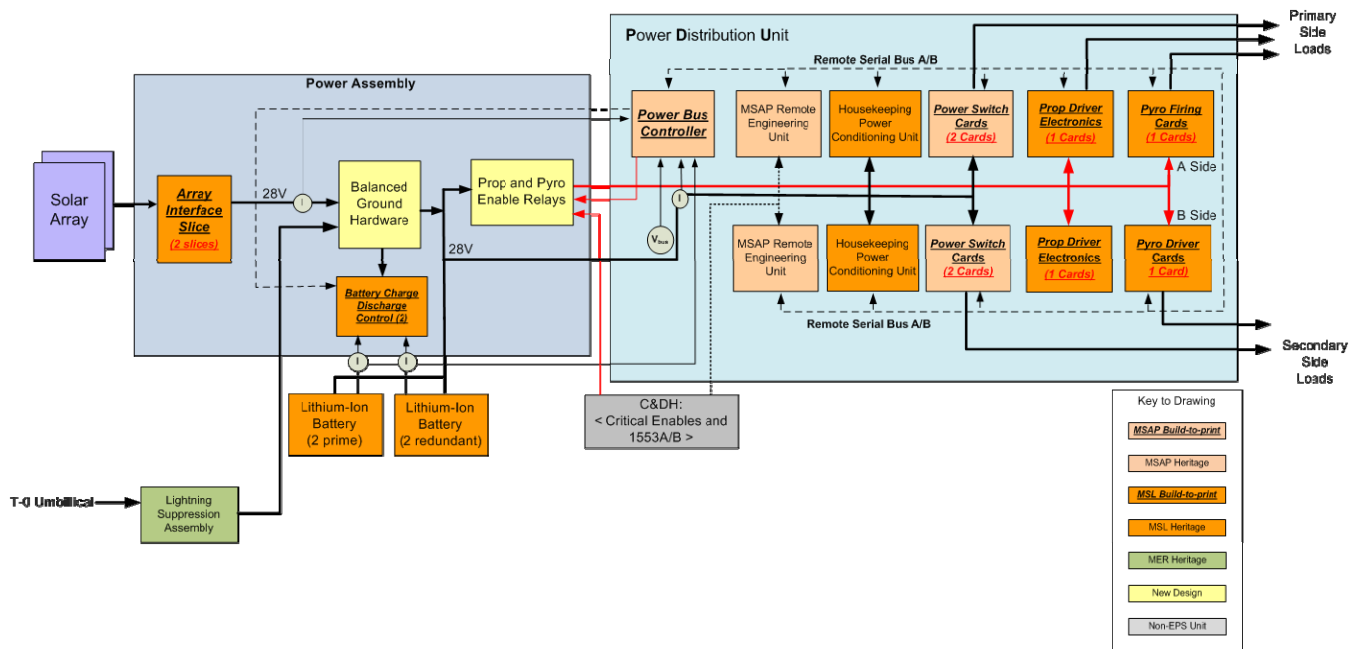 Power Distribution Unit
Primary
Side
Loads
Remote Serial Bus A/B
Power Assembly
Power Bus
Controller
MSAP Remote
Engineering
Unit
Housekeeping
Power
Conditioning Unit
Power Switch
Cards
(2 Cards)
Prop Driver
Electronics
(1 Cards)
Pyro Firing
Cards
(1 Cards)
Solar
Array
Array
Interface
Slice
(2 slices)
28V
I
Balanced
Ground
Hardware
Prop and Pyro
Enable Relays
28V
I
Vbus
A Side
B Side
MSAP Remote
Engineering
Unit
Housekeeping
Power
Conditioning Unit
Power Switch
Cards
(2 Cards)
Prop Driver
Electronics
(1 Cards)
Pyro Driver
Cards
1 Card)
Battery Charge
Discharge
Control (2)
Remote Serial Bus A/B
I
I
Secondary
Side
Loads
Lithium-Ion
Battery
(2 prime)
Lithium-Ion
Battery
(2 redundant)
C&DH:
< Critical Enables and
1553A/B >
T-0 Umbilical
Lightning
Suppression
Assembly
Key to Drawing
MSAP Build-to-print
MSAP Heritage
MSL Build-to-print
MSL Heritage
MER Heritage
New Design
Non-EPS Unit